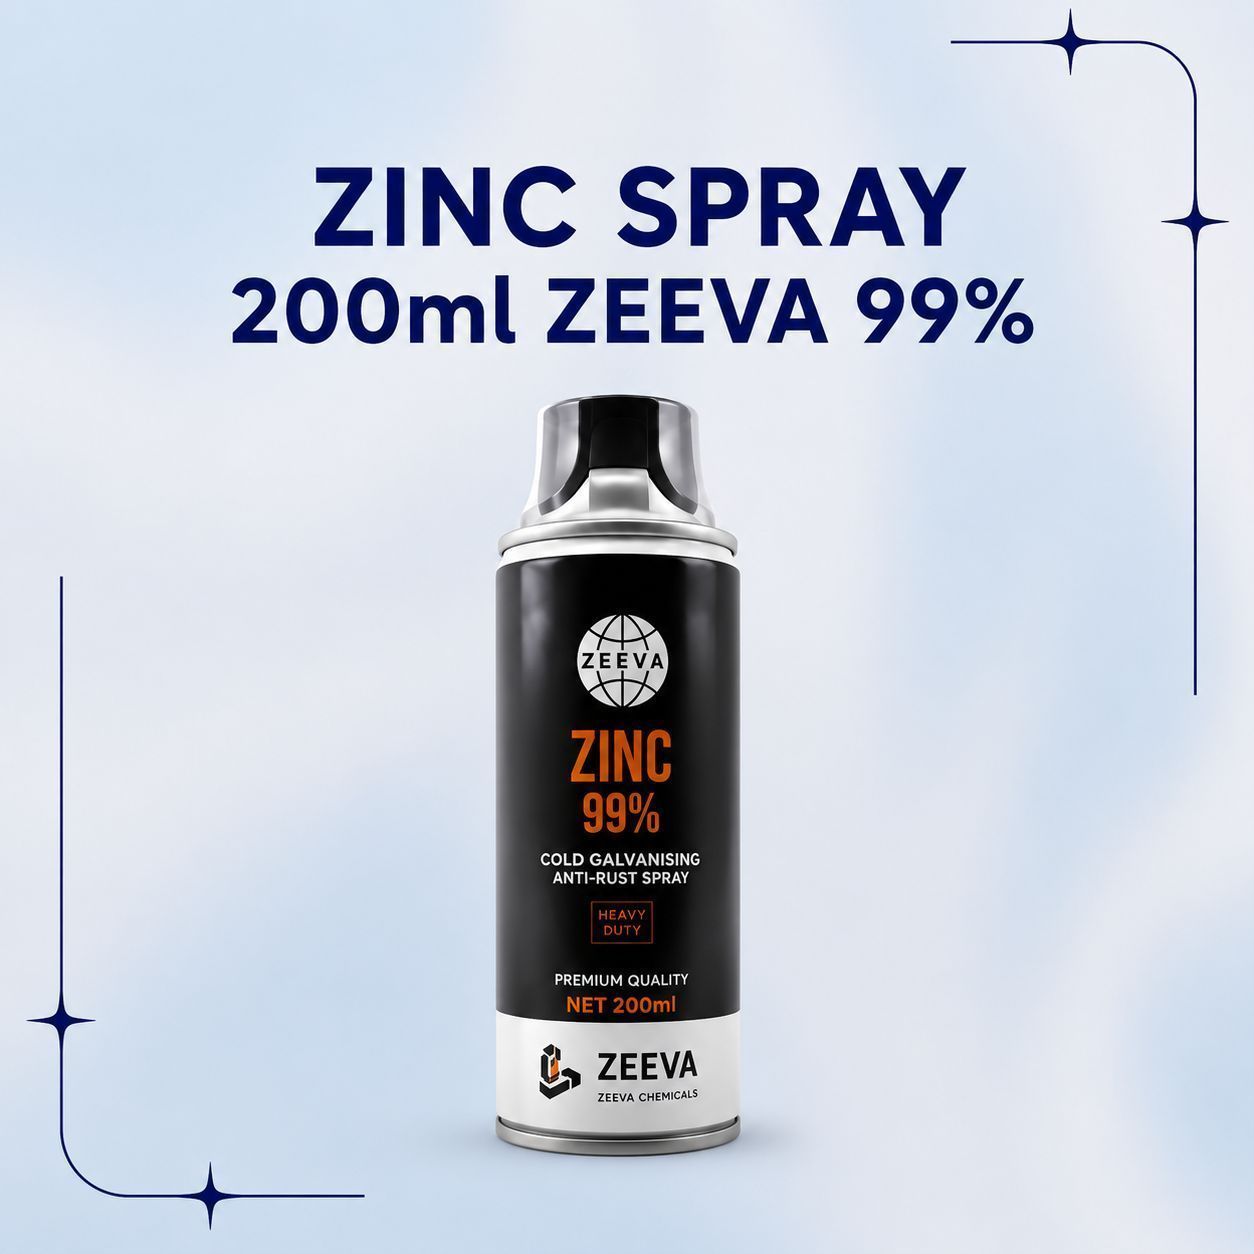 ZINC SPRAY
200ml ZEEVA 99%
ZEEVA
ZINC
99%
COLD GALVANISING
ANTI-RUST SPRAY
HEAVY
DUTY
PREMIUM QUALITY
NET 200ml
ZEEVA
ZEEVA CHEMICALS